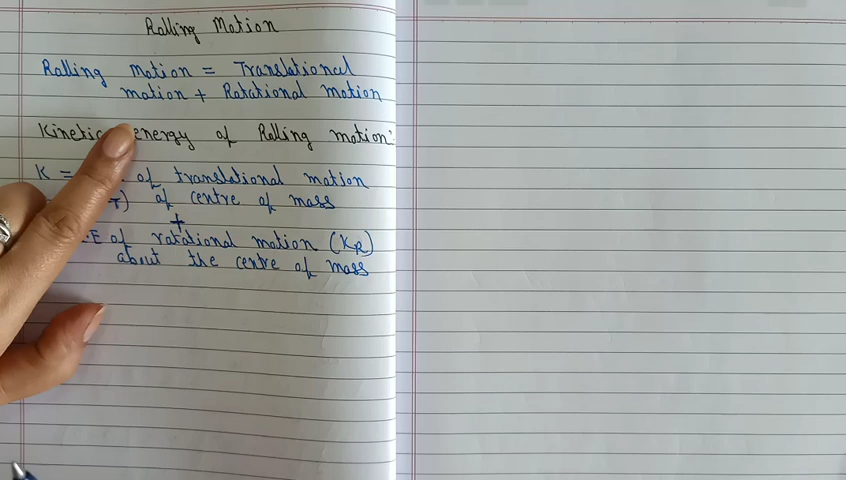 Rolling Motion
Rolling motion = Translational
motion + Rotational motion
Kinetic energy of Rolling motion:
K = of translational motion
) of centre of mass
+
.E of rotational motion (KR)
about the centre of mass